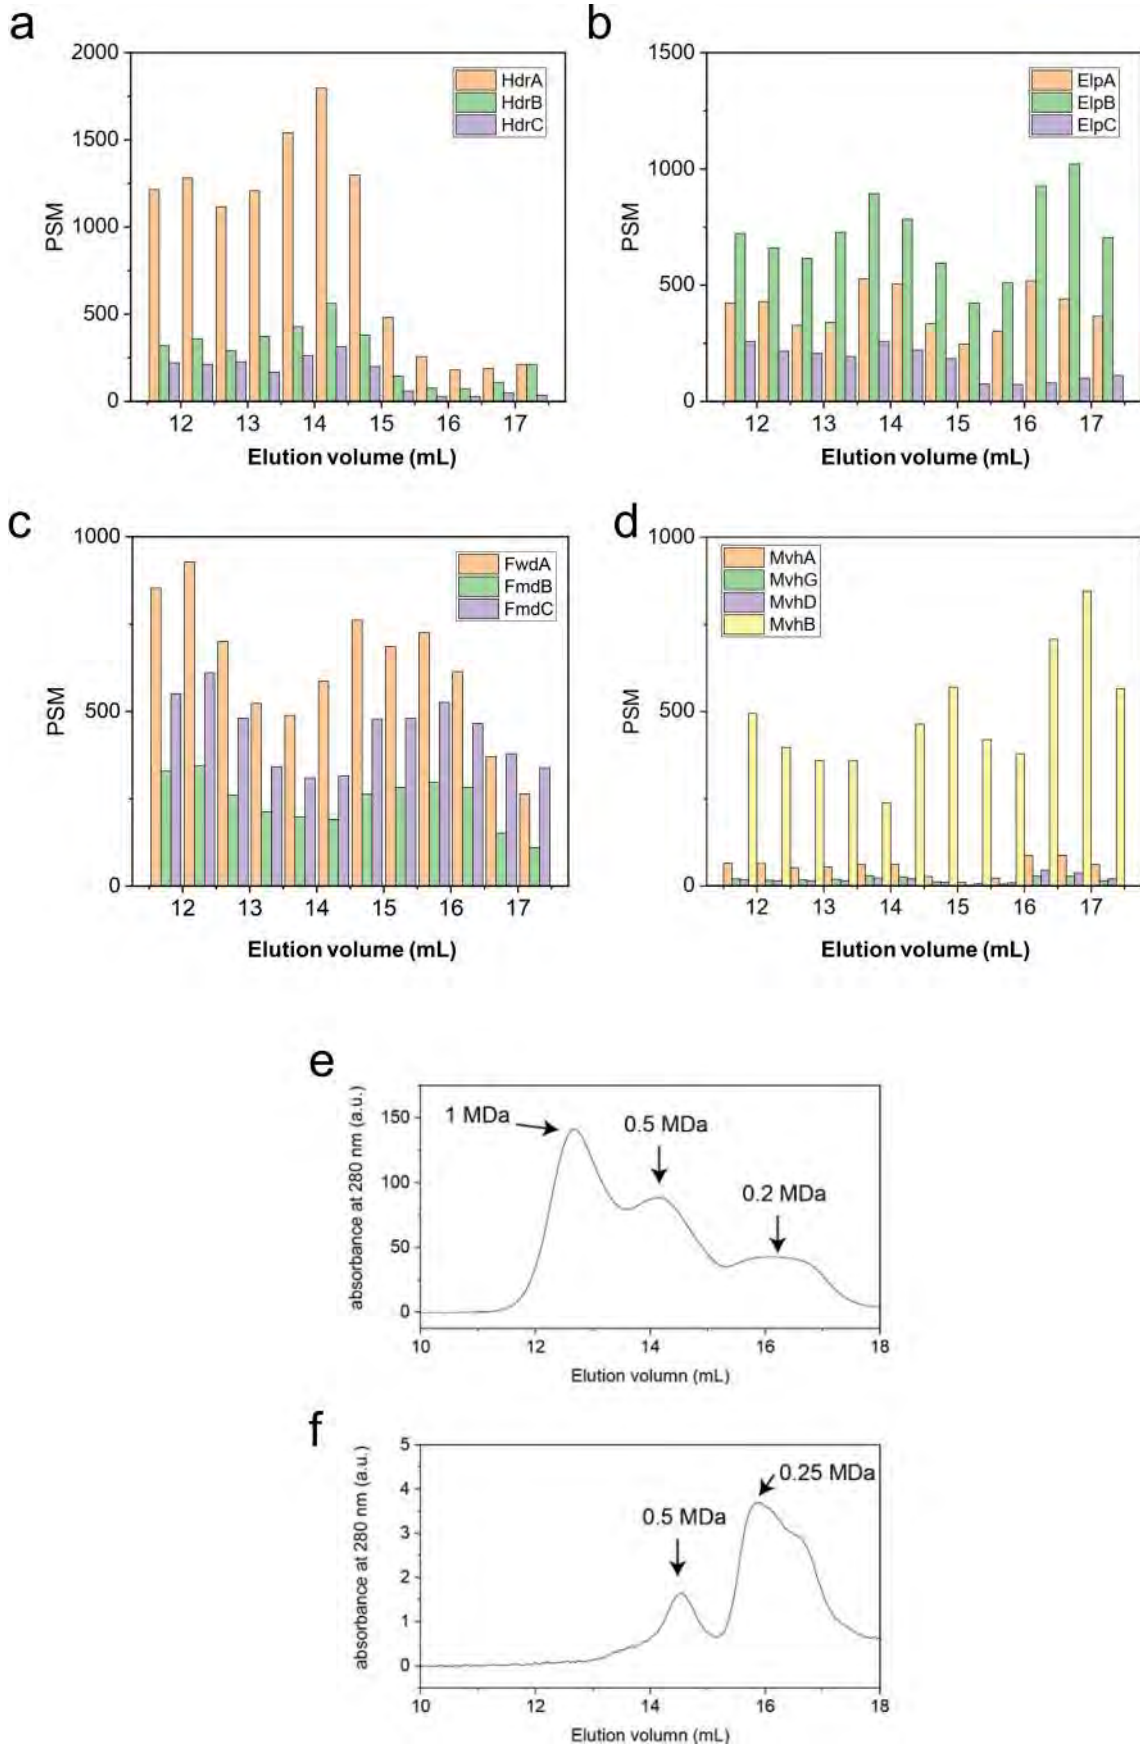 a
2000
1500
1000
500
0
PSM
HdrA
HdrB
HdrC
12 13 14 15 16 17
Elution volume (mL)
b
1500
1000
500
0
PSM
ElpA
ElpB
ElpC
12 13 14 15 16 17
Elution volume (mL)
c
1000
500
0
PSM
FwdA
FmdB
FmdC
12 13 14 15 16 17
Elution volume (mL)
d
1000
500
0
PSM
MvhA
MvhG
MvhD
MvhB
12 13 14 15 16 17
Elution volume (mL)
e
absorbance at 280 nm (a.u.)
150
100
50
0
1 MDa
0.5 MDa
0.2 MDa
10 12 14 16 18
Elution volumn (mL)
f
absorbance at 280 nm (a.u.)
5
4
3
2
1
0
0.5 MDa
0.25 MDa
10 12 14 16 18
Elution volumn (mL)